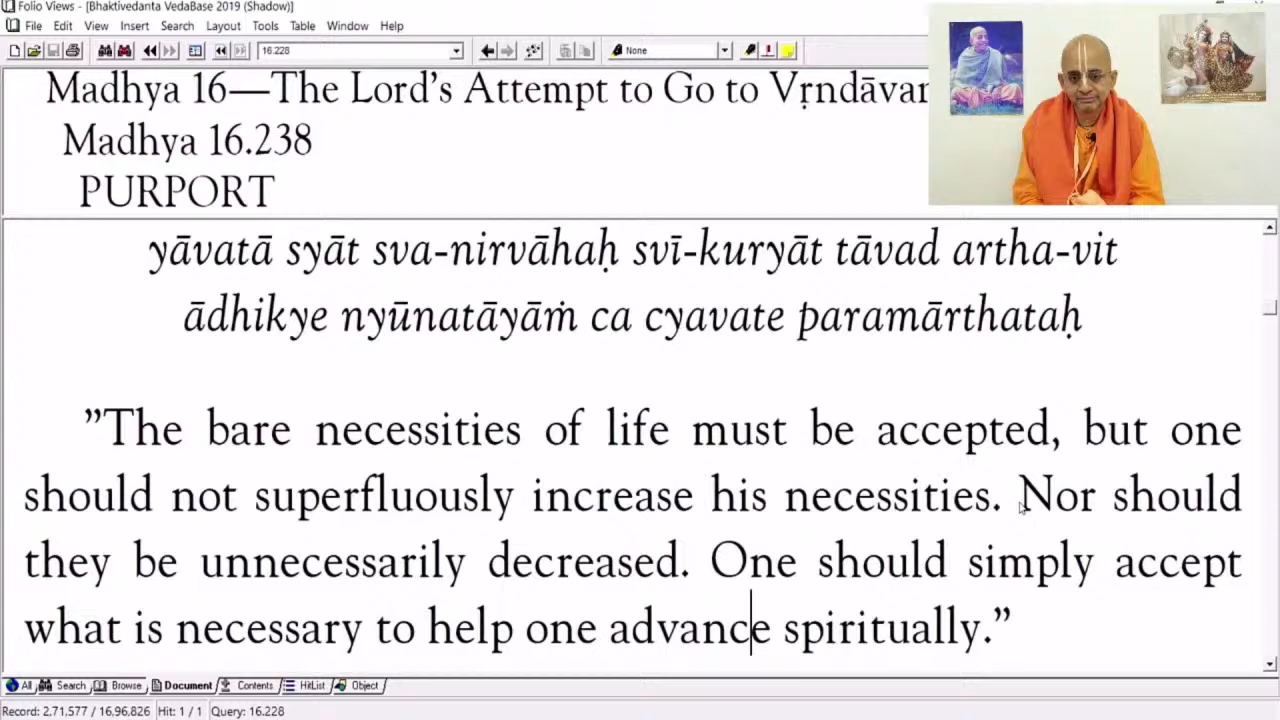 Folio Views - [Bhaktivedanta VedaBase 2019 (Shadow)]
File Edit View Insert Search Layout Tools Table Window Help
16.228 None
Madhya 16—The Lord's Attempt to Go to
Madhya 16.238
PURPORT
yāvatā syāt sva-nirvāhaḥ svī-kuryāt tāvad artha-vit
ādhikye nyūnatāyāṁ ca cyavate paramārthataḥ
”The bare necessities of life must be accepted, but one
should not superfluously increase his necessities. Nor should
they be unnecessarily decreased. One should simply accept
what is necessary to help one advance spiritually.”
All Search Browse Document Contents HitList Object
Record: 2,71,577 / 16,96,826 Hit: 1 / 1 Query: 16.228